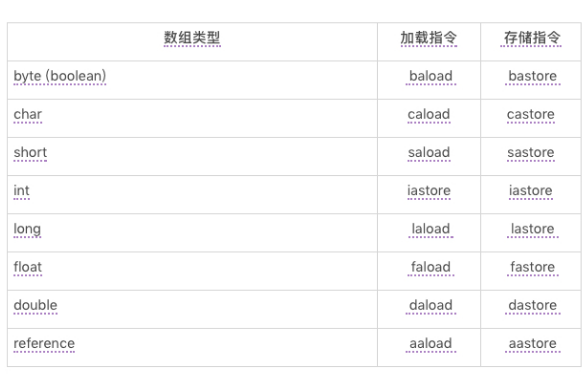 数组类型 加载指令 存储指令
byte (boolean) baload bastore
char caload castore
short saload sastore
int iastore iastore
long laload lastore
float faload fastore
double daload dastore
reference aaload aastore